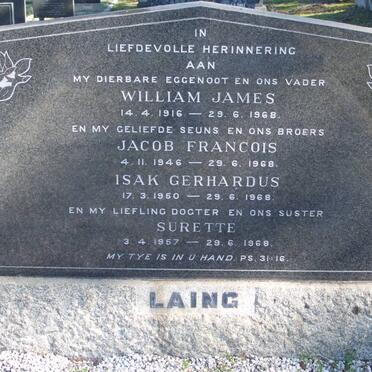 IN
LIEFDEVOLLE HERINNERING
AAN
MY DIERBARE EGGENOOT EN ONS VADER
WILLIAM JAMES
14.4.1916 — 29.6.1968.
EN MY GELIEFDE SEUNS EN ONS BROERS
JACOB FRANCOIS
4.11.1946 — 29.6.1968.
ISAK GERHARDUS
17.3.1950 — 29.6.1968.
EN MY LIEFLING DOGTER EN ONS SUSTER
SURETTE
3.4.1957 — 29.6.1968.
MY TYE IS IN U HAND. PS. 31:16.
LAING